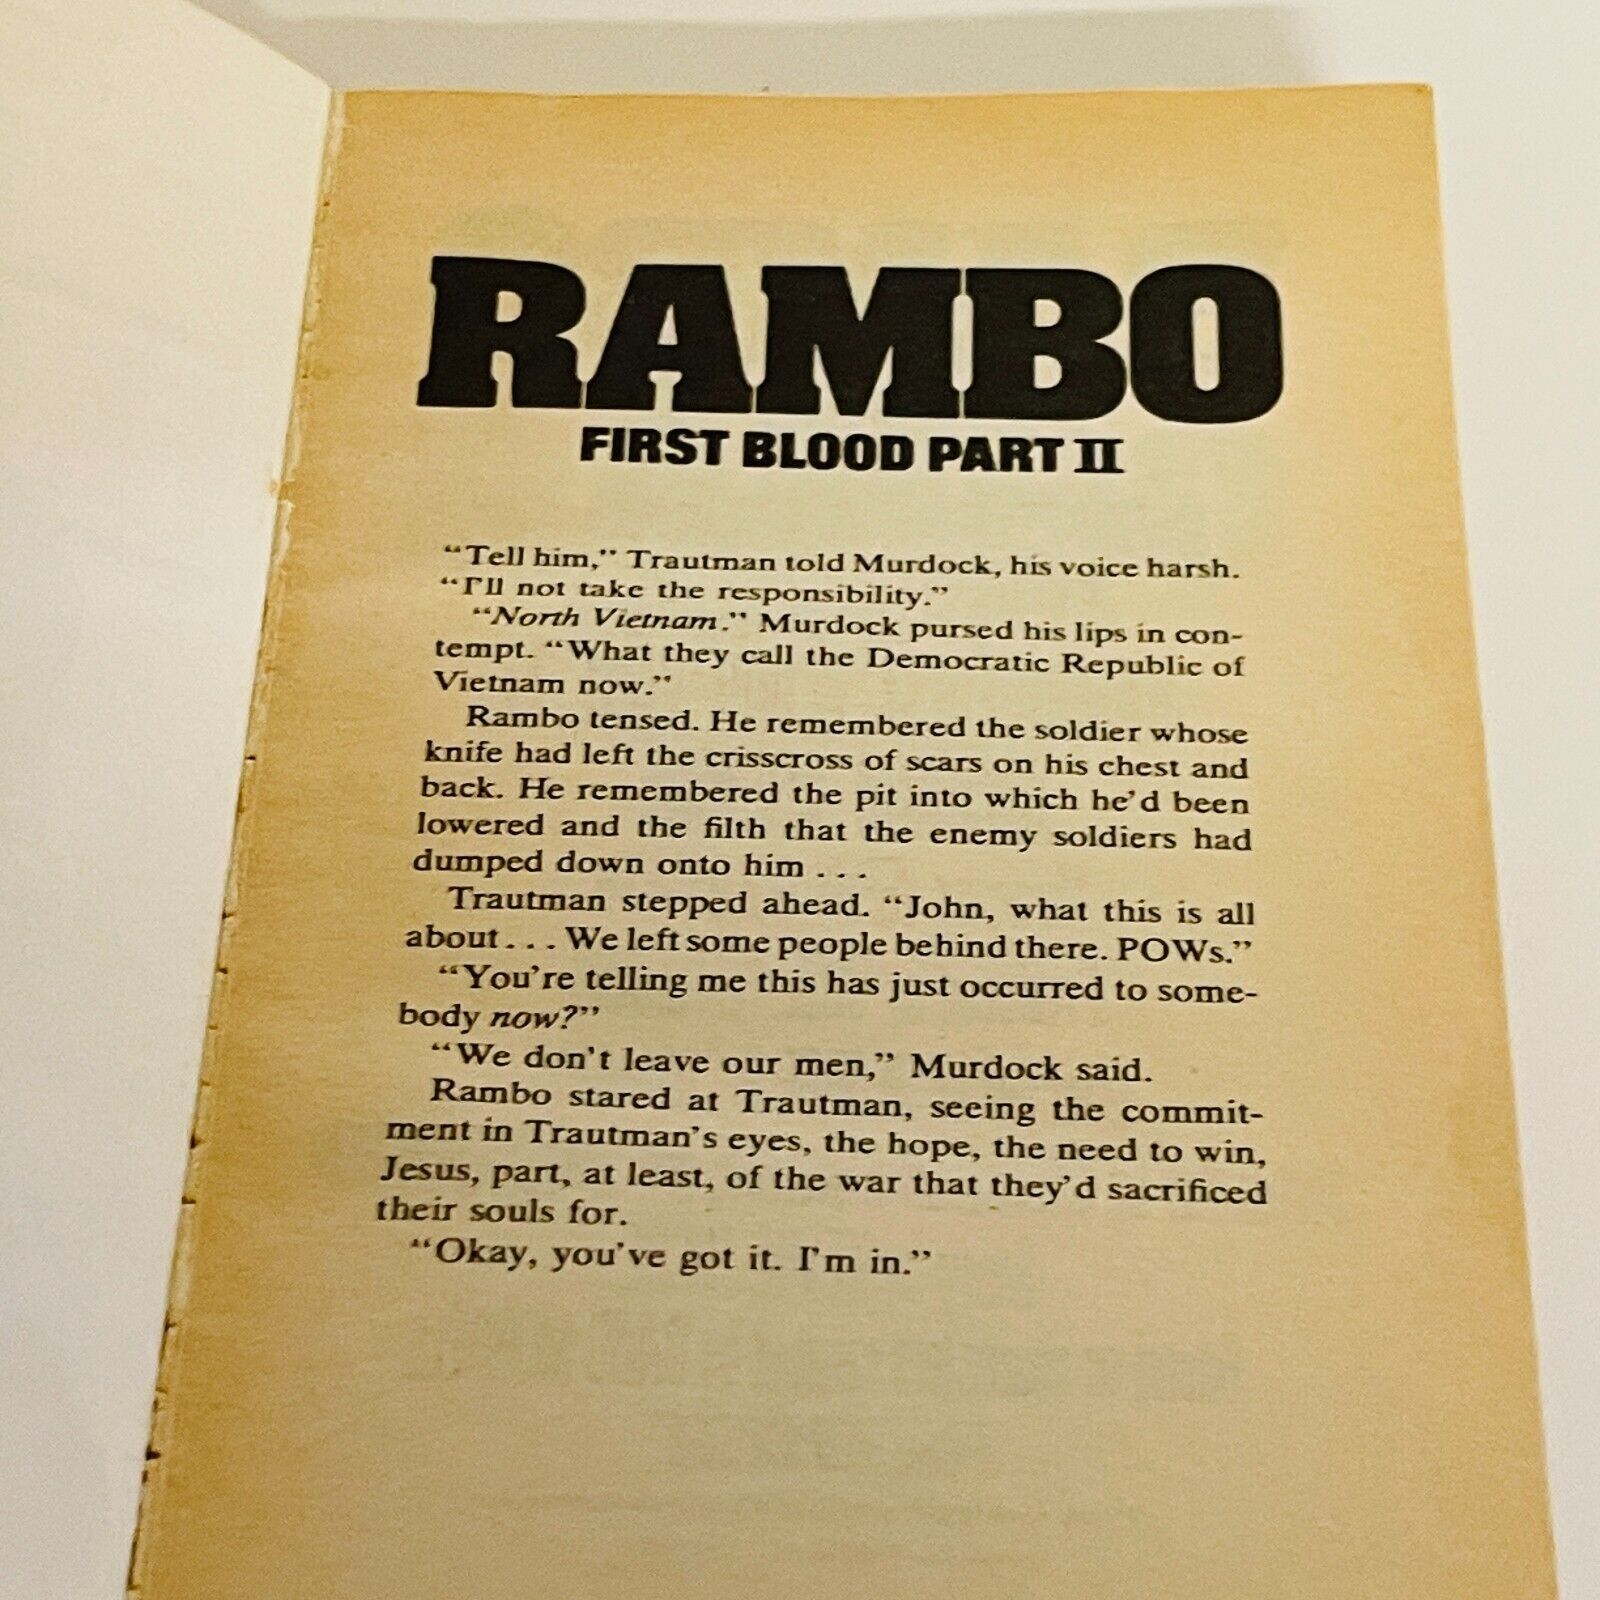 RAMBO
FIRST BLOOD PART II
“Tell him,” Trautman told Murdock, his voice harsh.
“I'll not take the responsibility.”
“North Vietnam.” Murdock pursed his lips in con-
tempt. “What they call the Democratic Republic of
Vietnam now.”
Rambo tensed. He remembered the soldier whose
knife had left the crisscross of scars on his chest and
back. He remembered the pit into which he'd been
lowered and the filth that the enemy soldiers had
dumped down onto him . . .
Trautman stepped ahead. “John, what this is all
about . . . We left some people behind there. POWs.”
“You're telling me this has just occurred to some-
body now?”
“We don't leave our men,” Murdock said.
Rambo stared at Trautman, seeing the commit-
ment in Trautman's eyes, the hope, the need to win,
Jesus, part, at least, of the war that they'd sacrificed
their souls for.
“Okay, you've got it. I'm in.”